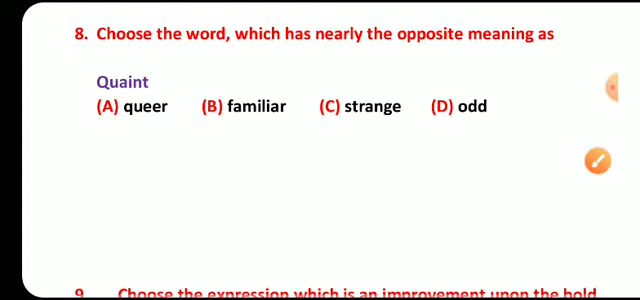 8. Choose the word, which has nearly the opposite meaning as
Quaint
(A) queer (B) familiar (C) strange (D) odd
9 Choose the expression which is an improvement upon the bold